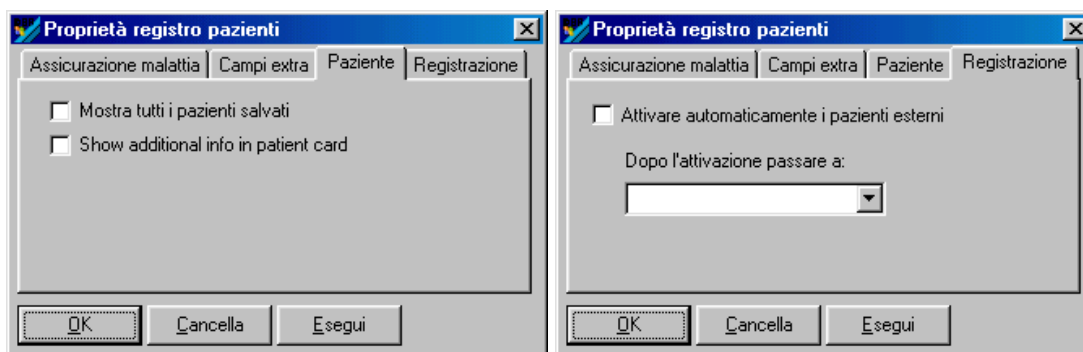 Proprietà registro pazienti
Assicurazione malattia Campi extra Paziente Registrazione
Mostra tutti i pazienti salvati
Show additional info in patient card
OK Cancella Esegui
Proprietà registro pazienti
Assicurazione malattia Campi extra Paziente Registrazione
Attivare automaticamente i pazienti esterni
Dopo l'attivazione passare a:
OK Cancella Esegui